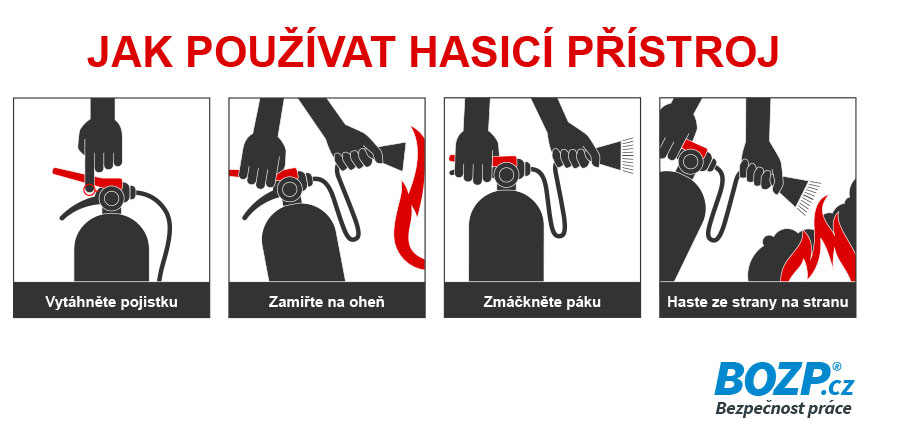 JAK POUŽÍVAT HASICÍ PŘÍSTROJ
Vytáhněte pojistku
Zamiřte na oheň
Zmáčkněte páku
Haste ze strany na stranu
BOZP®.cz
Bezpečnost práce